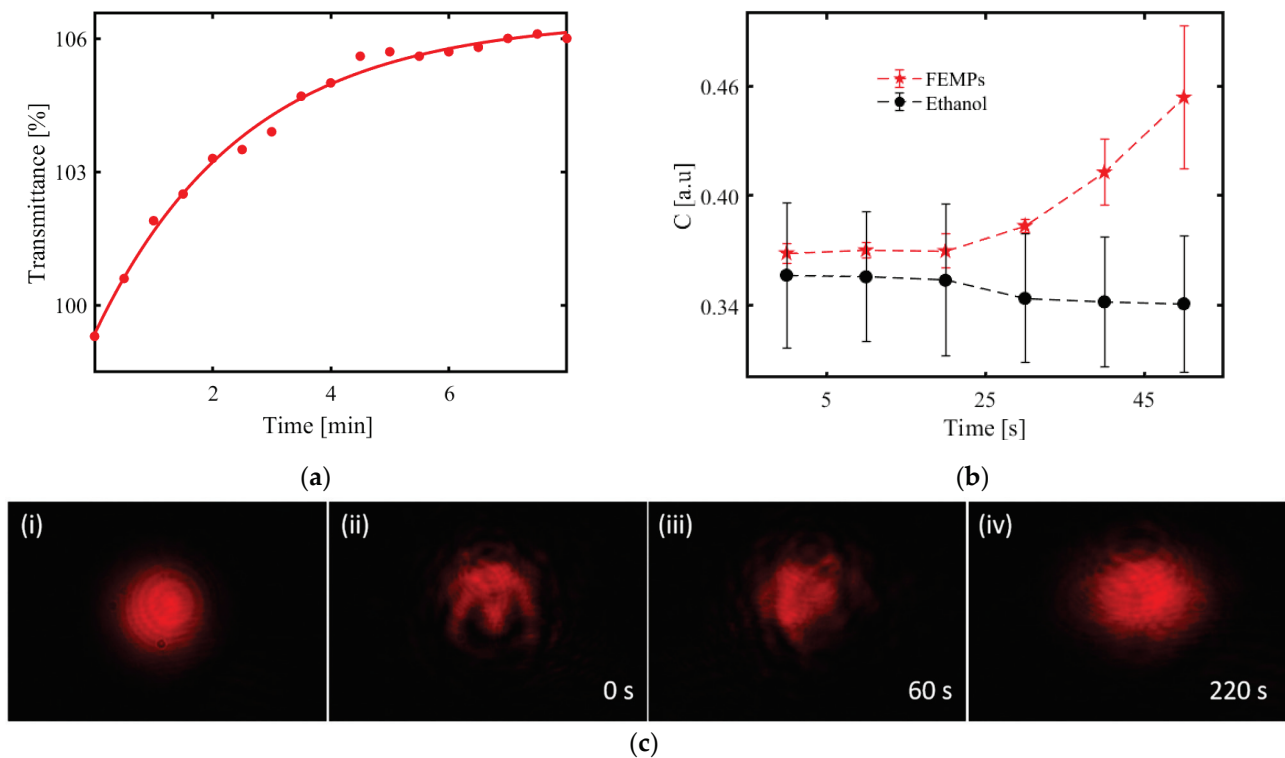 106
103
100
Transmittance [%]
2
4
6
Time [min]
(a)
0.46
0.40
0.34
C [a.u]
FEMPs
Ethanol
5
25
45
Time [s]
(b)
(i)
(ii)
0 s
(iii)
60 s
(iv)
220 s
(c)